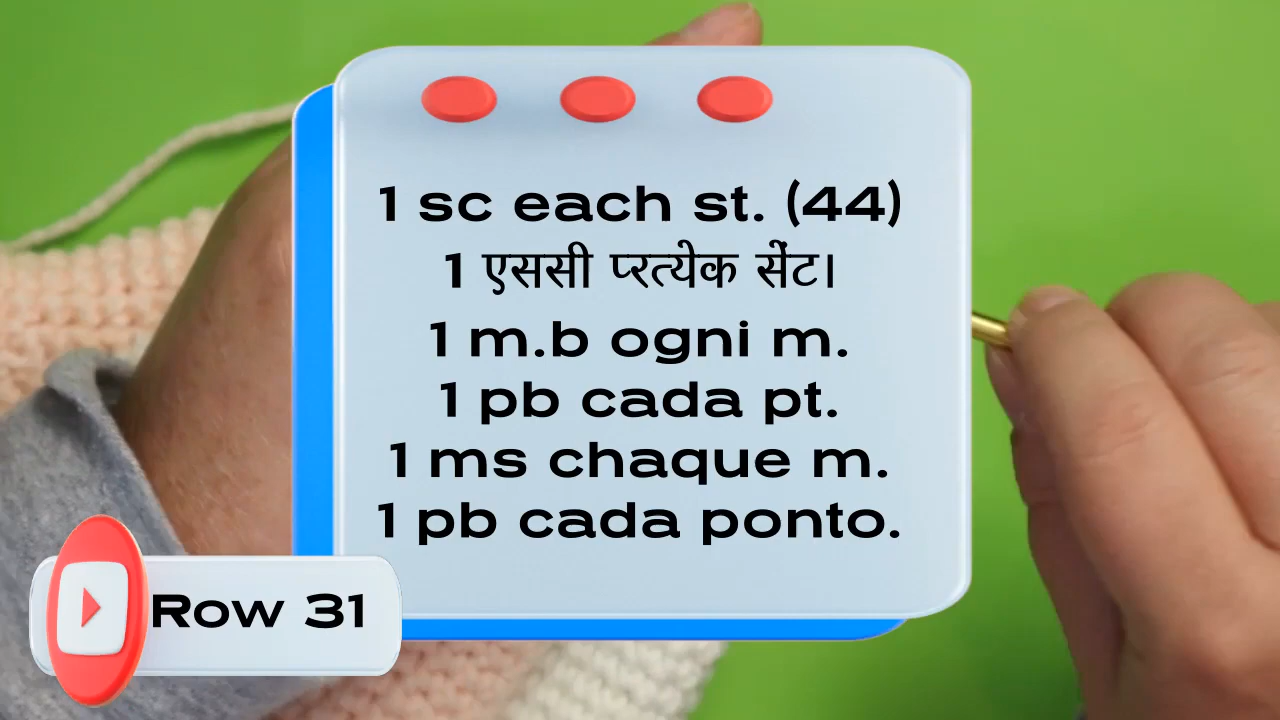 1 sc each st. (44)
1 एससी प्रत्येक सेंट।
1 m.b ogni m.
1 pb cada pt.
1 ms chaque m.
1 pb cada ponto.
Row 31